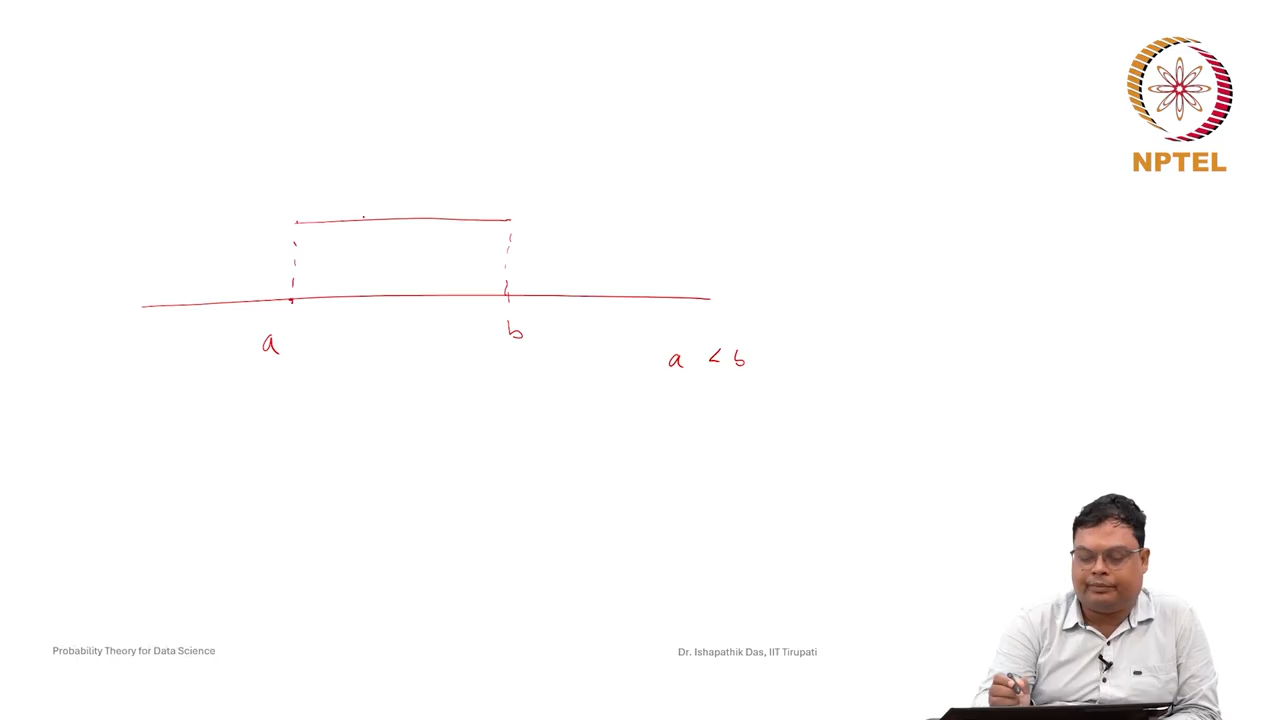 NPTEL
a
b
a < b
Probability Theory for Data Science
Dr. Ishapathik Das, IIT Tirupati